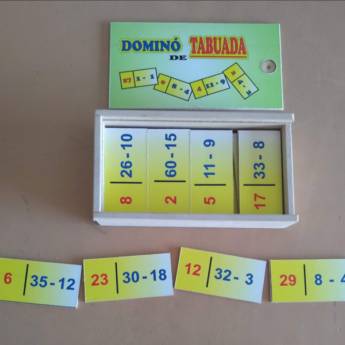 DOMINÓ DE TABUADA
8 | 26 - 10
2 | 60 - 15
5 | 11 - 9
17 | 33 - 8
6 | 35 - 12
23 | 30 - 18
12 | 32 - 3
29 | 8 - 4